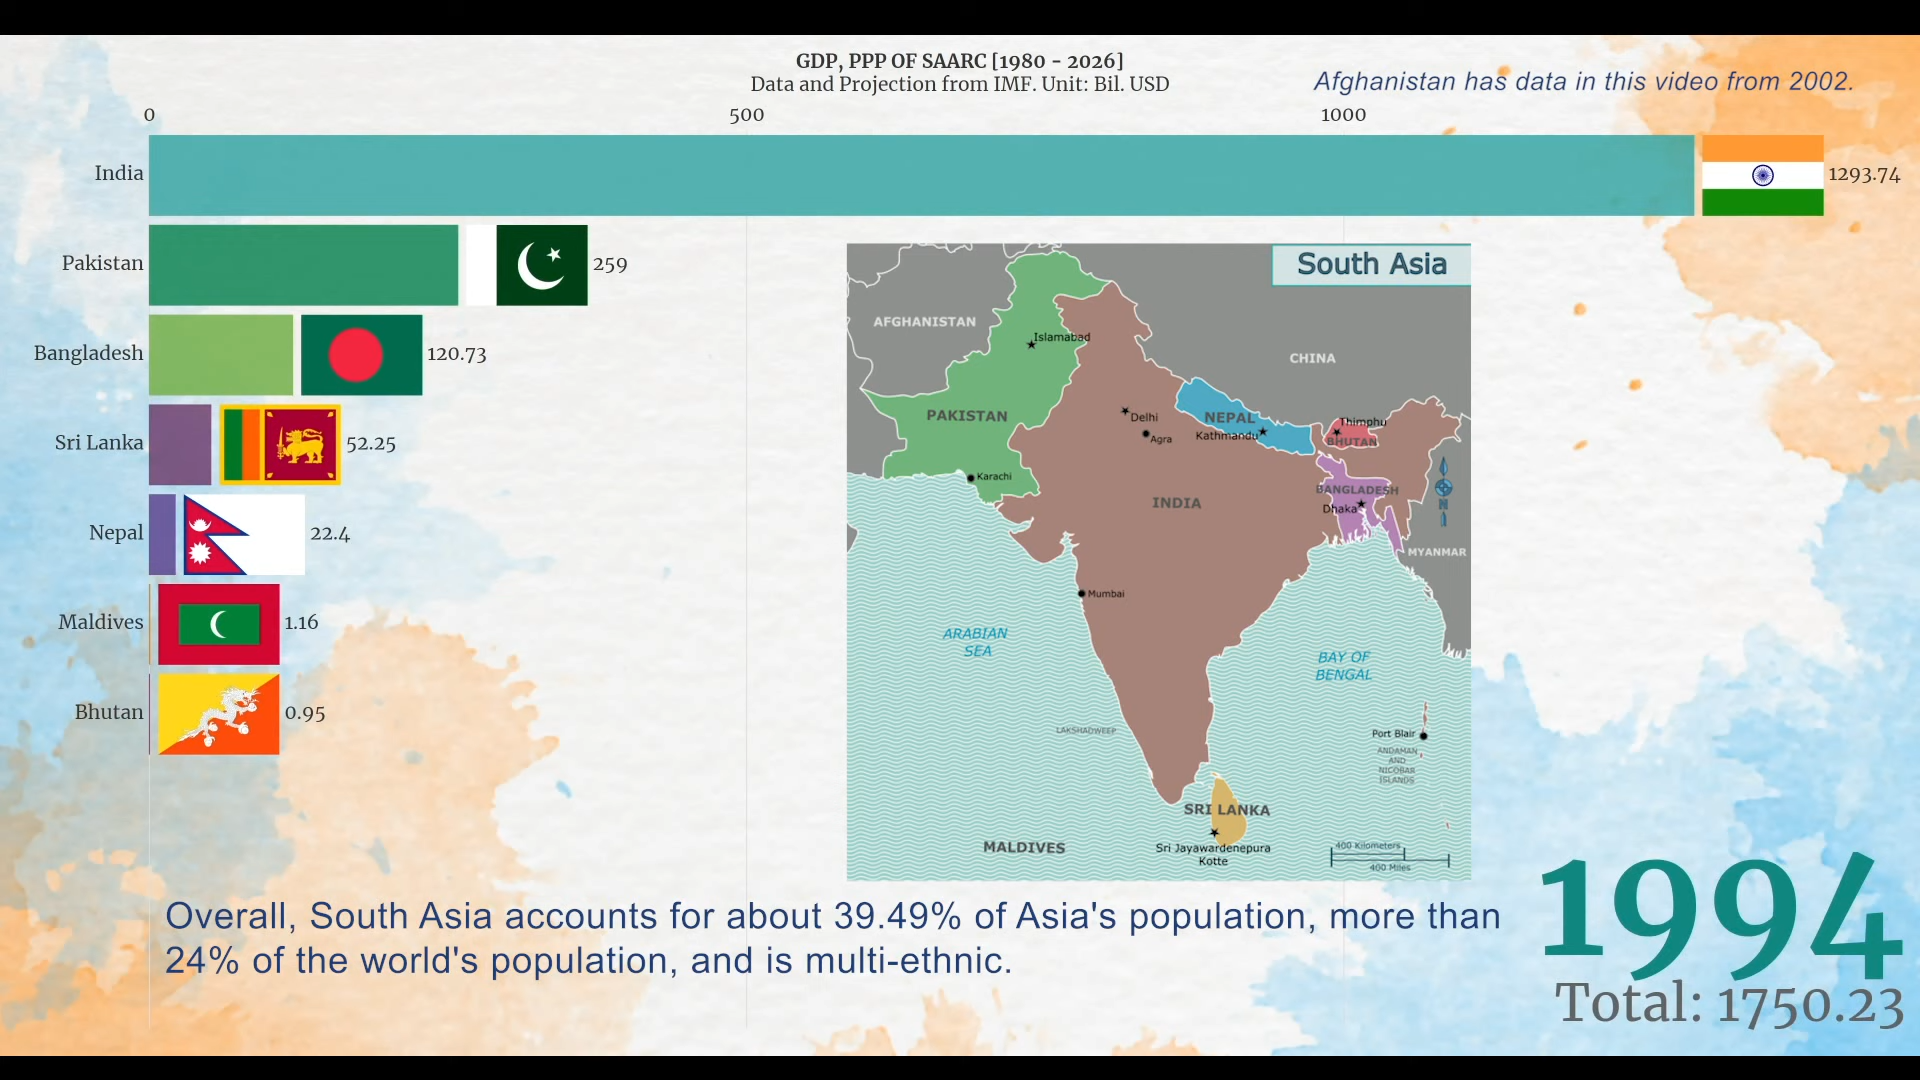 GDP, PPP OF SAARC [1980 - 2026]
Data and Projection from IMF. Unit: Bil. USD
Afghanistan has data in this video from 2002.
0 500 1000
India 1293.74
Pakistan 259
Bangladesh 120.73
Sri Lanka 52.25
Nepal 22.4
Maldives 1.16
Bhutan 0.95
South Asia
AFGHANISTAN
Islamabad
CHINA
PAKISTAN
Delhi
Agra
NEPAL
Kathmandu
Thimphu
BHUTAN
Karachi
INDIA
BANGLADESH
Dhaka
N
MYANMAR
Mumbai
ARABIAN
SEA
BAY OF
BENGAL
LAKSHADWEEP
Port Blair
ANDAMAN
AND
NICOBAR
ISLANDS
SRI LANKA
MALDIVES
Sri Jayawardenepura
Kotte
400 Kilometers
400 Miles
Overall, South Asia accounts for about 39.49% of Asia's population, more than
24% of the world's population, and is multi-ethnic.
1994
Total: 1750.23